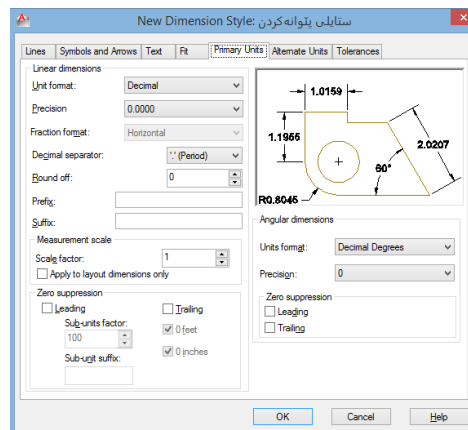 New Dimension Style: ستایلی پێوانەکردن
Lines
Symbols and Arrows
Text
Fit
Primary Units
Alternate Units
Tolerances
Linear dimensions
Unit format:
Decimal
Precision
0.0000
Fraction format:
Horizontal
Decimal separator:
'.' (Period)
Round off:
0
Prefix:
Suffix:
Measurement scale
Scale factor:
1
Apply to layout dimensions only
Zero suppression
Leading
Trailing
Sub-units factor:
100
0 feet
0 inches
Sub-unit suffix:
1.0159
1.1955
2.0207
60°
R0.8045
Angular dimensions
Units format:
Decimal Degrees
Precision:
0
Zero suppression
Leading
Trailing
OK
Cancel
Help